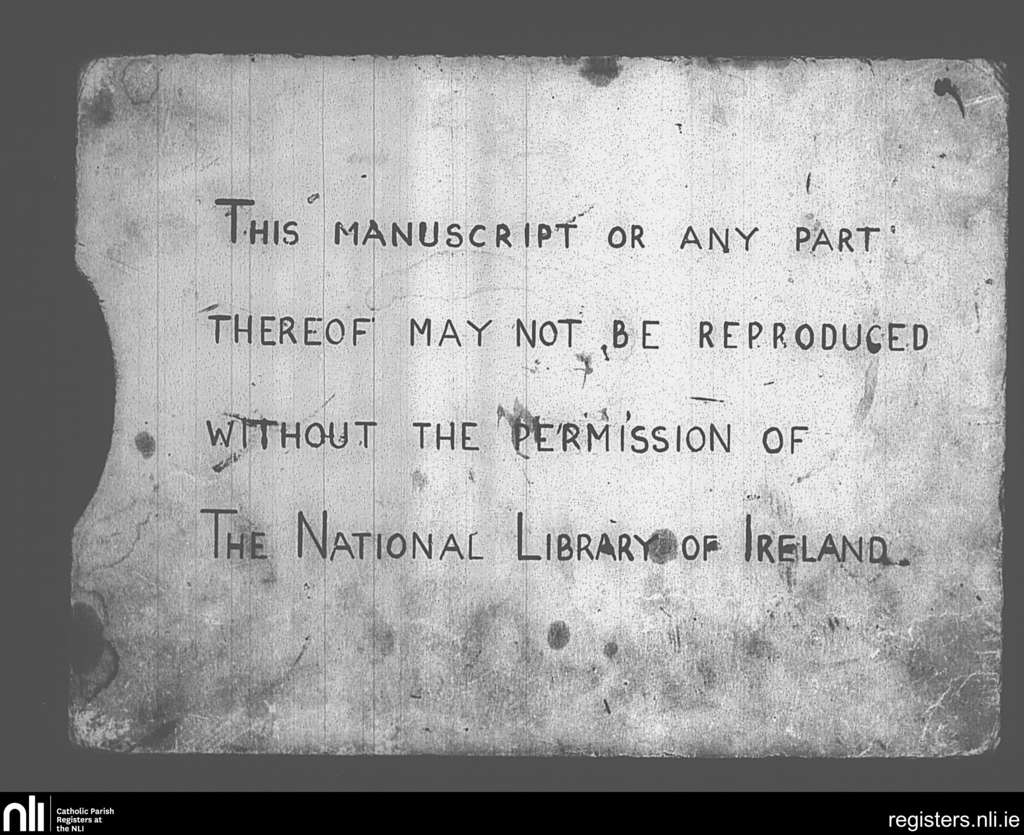 THIS MANUSCRIPT OR ANY PART
THEREOF MAY NOT BE REPRODUCED
WITHOUT THE PERMISSION OF
THE NATIONAL LIBRARY OF IRELAND.
nli
Catholic Parish
Registers at
the NLI
registers.nli.ie